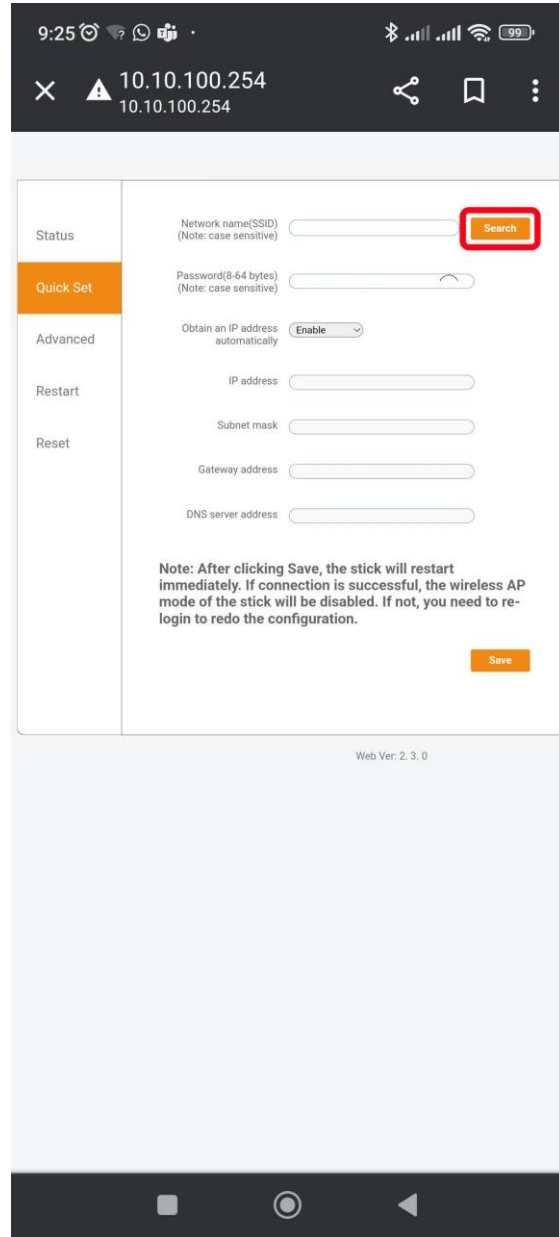 9:25
99
10.10.100.254
10.10.100.254
Status
Quick Set
Advanced
Restart
Reset
Network name(SSID)
(Note: case sensitive)
Search
Password(8-64 bytes)
(Note: case sensitive)
Obtain an IP address
automatically
Enable
IP address
Subnet mask
Gateway address
DNS server address
Note: After clicking Save, the stick will restart
immediately. If connection is successful, the wireless AP
mode of the stick will be disabled. If not, you need to re-
login to redo the configuration.
Save
Web Ver: 2. 3. 0